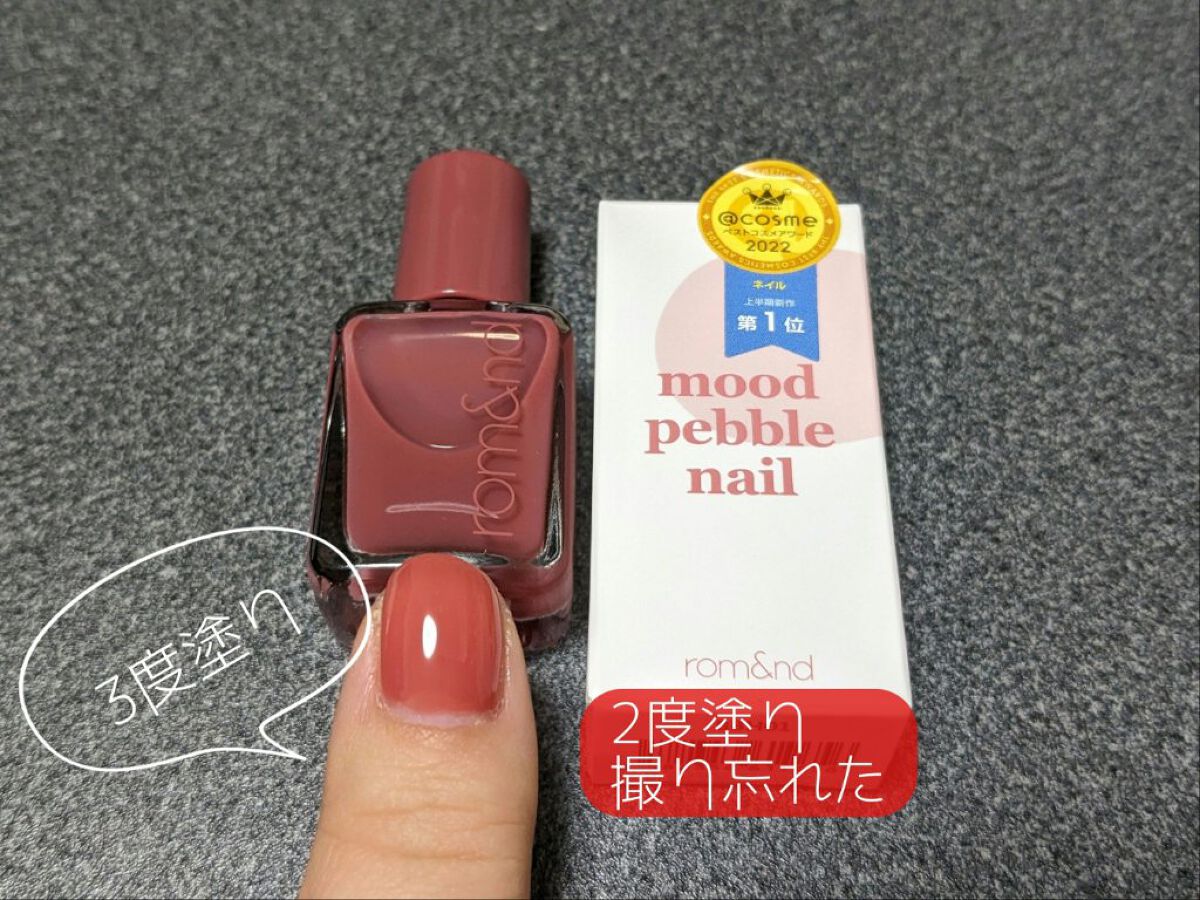 @cosme
ベストコスメアワード
2022
ネイル
上半期新作
第1位
mood
pebble
nail
rom&nd
rom&nd
3度塗り
2度塗り
撮り忘れた